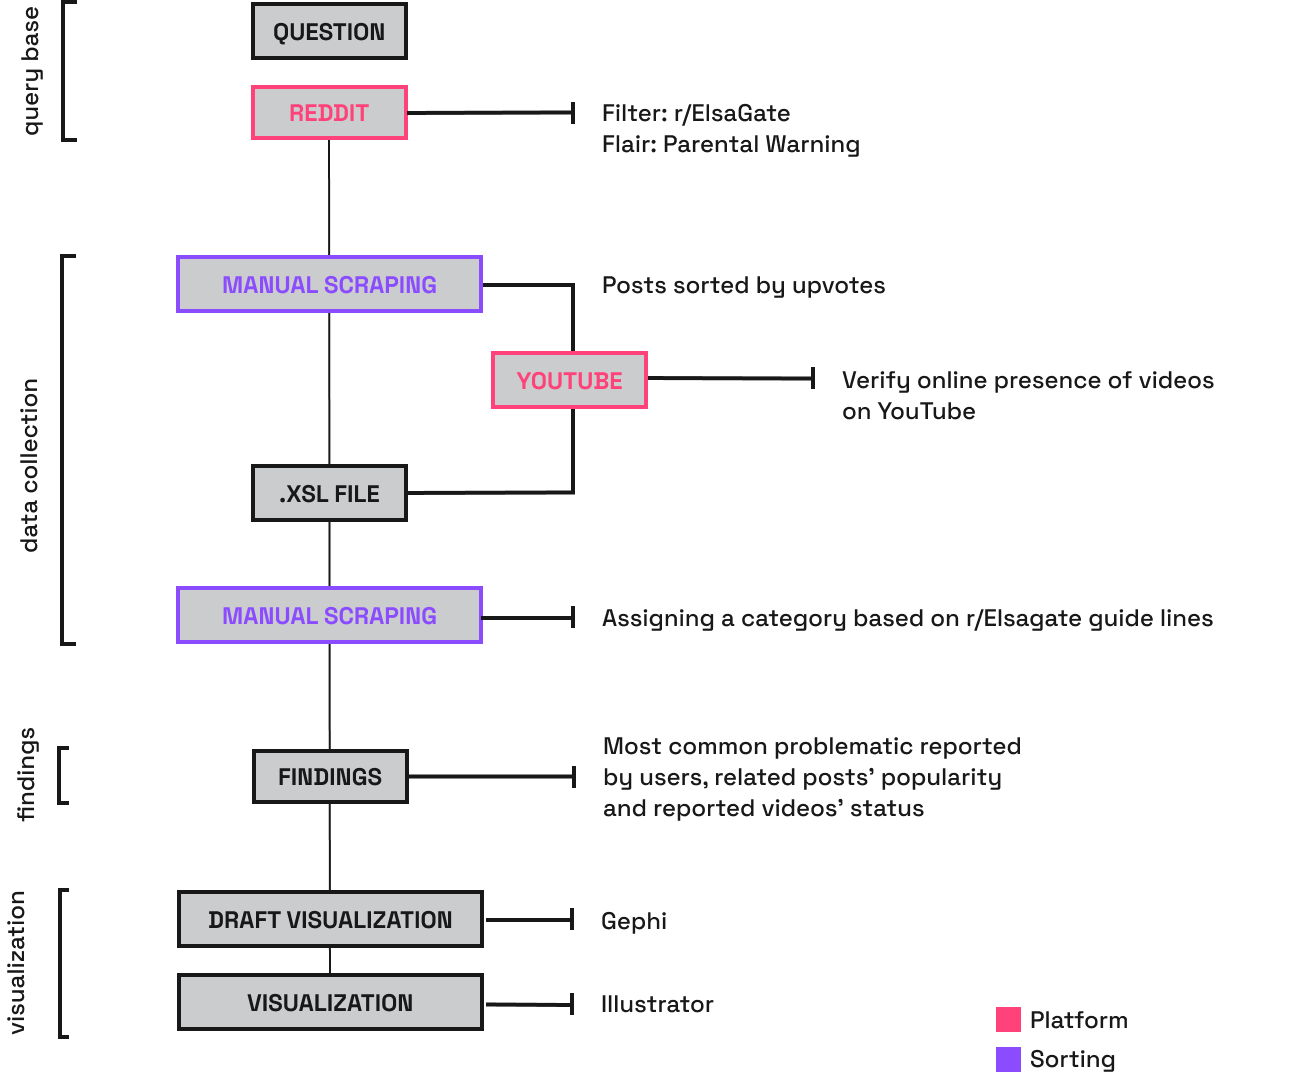 query base
QUESTION
REDDIT
Filter: r/ElsaGate
Flair: Parental Warning
data collection
MANUAL SCRAPING
Posts sorted by upvotes
YOUTUBE
Verify online presence of videos
on YouTube
.XSL FILE
MANUAL SCRAPING
Assigning a category based on r/Elsagate guide lines
findings
FINDINGS
Most common problematic reported
by users, related posts’ popularity
and reported videos’ status
visualization
DRAFT VISUALIZATION
Gephi
VISUALIZATION
Illustrator
Platform
Sorting